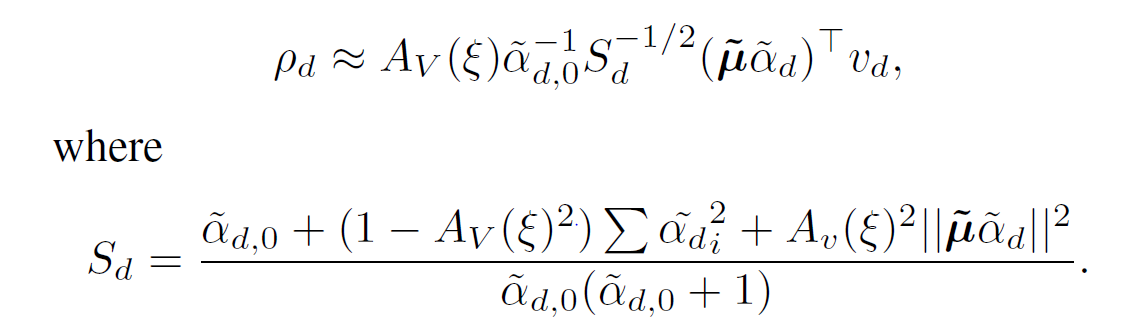 ρ_d ≈ A_V(ξ)α̃_{d,0}^{-1}S_d^{-1/2}(μ̃α̃_d)^⊤v_d,
where
S_d = \frac{α̃_{d,0} + (1 − A_V(ξ)^2) ∑ α̃_{d_i}^2 + A_v(ξ)^2||μ̃α̃_d||^2}{α̃_{d,0}(α̃_{d,0} + 1)}.